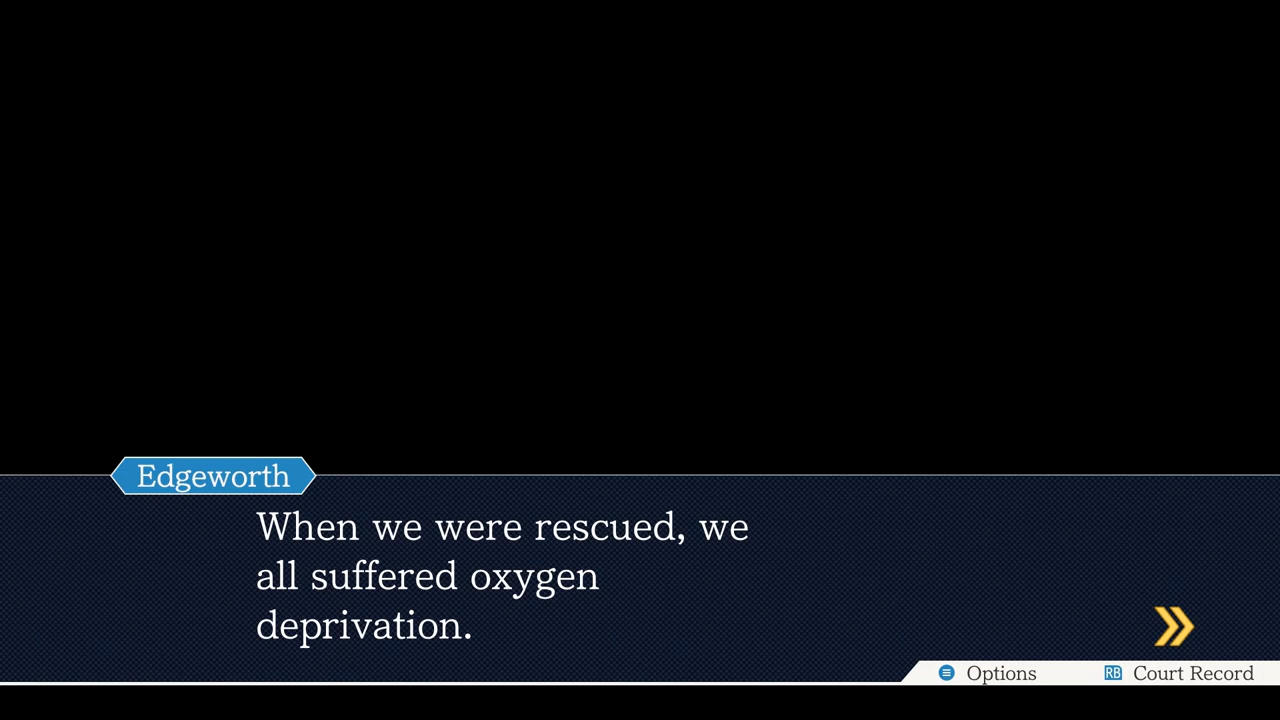 Edgeworth
When we were rescued, we
all suffered oxygen
deprivation.
Options
RB Court Record